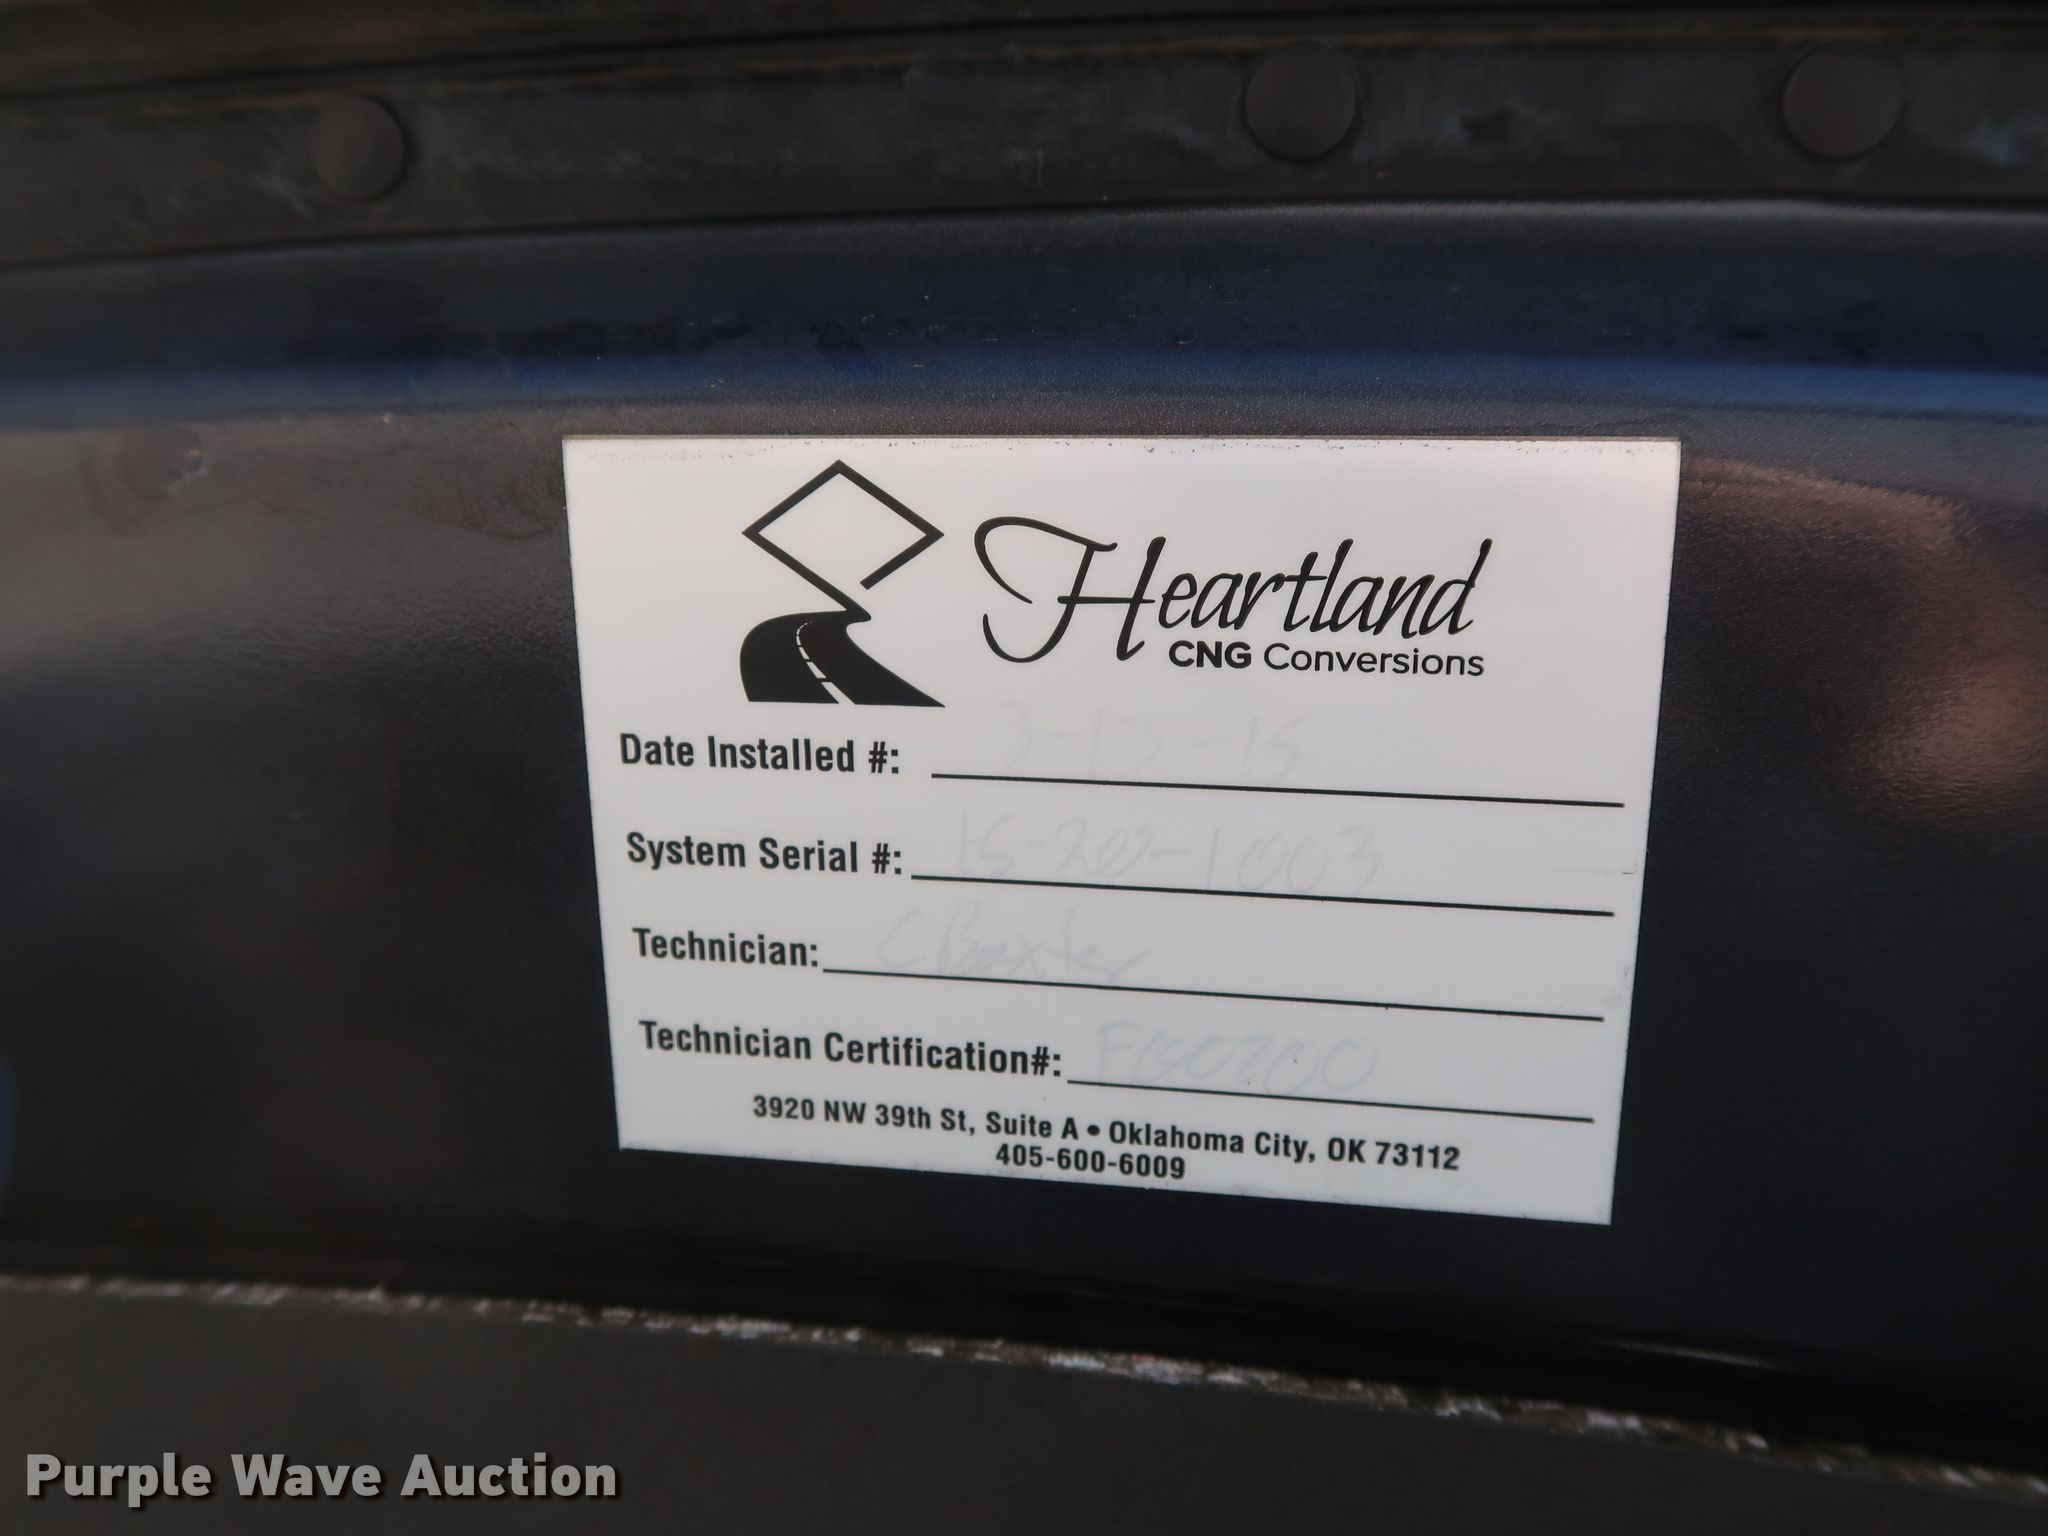 Heartland
CNG Conversions
Date Installed #: 3-13-15
System Serial #: 15-20-1003
Technician: C Baxter
Technician Certification#:
3920 NW 39th St, Suite A • Oklahoma City, OK 73112
405-600-6009
Purple Wave Auction